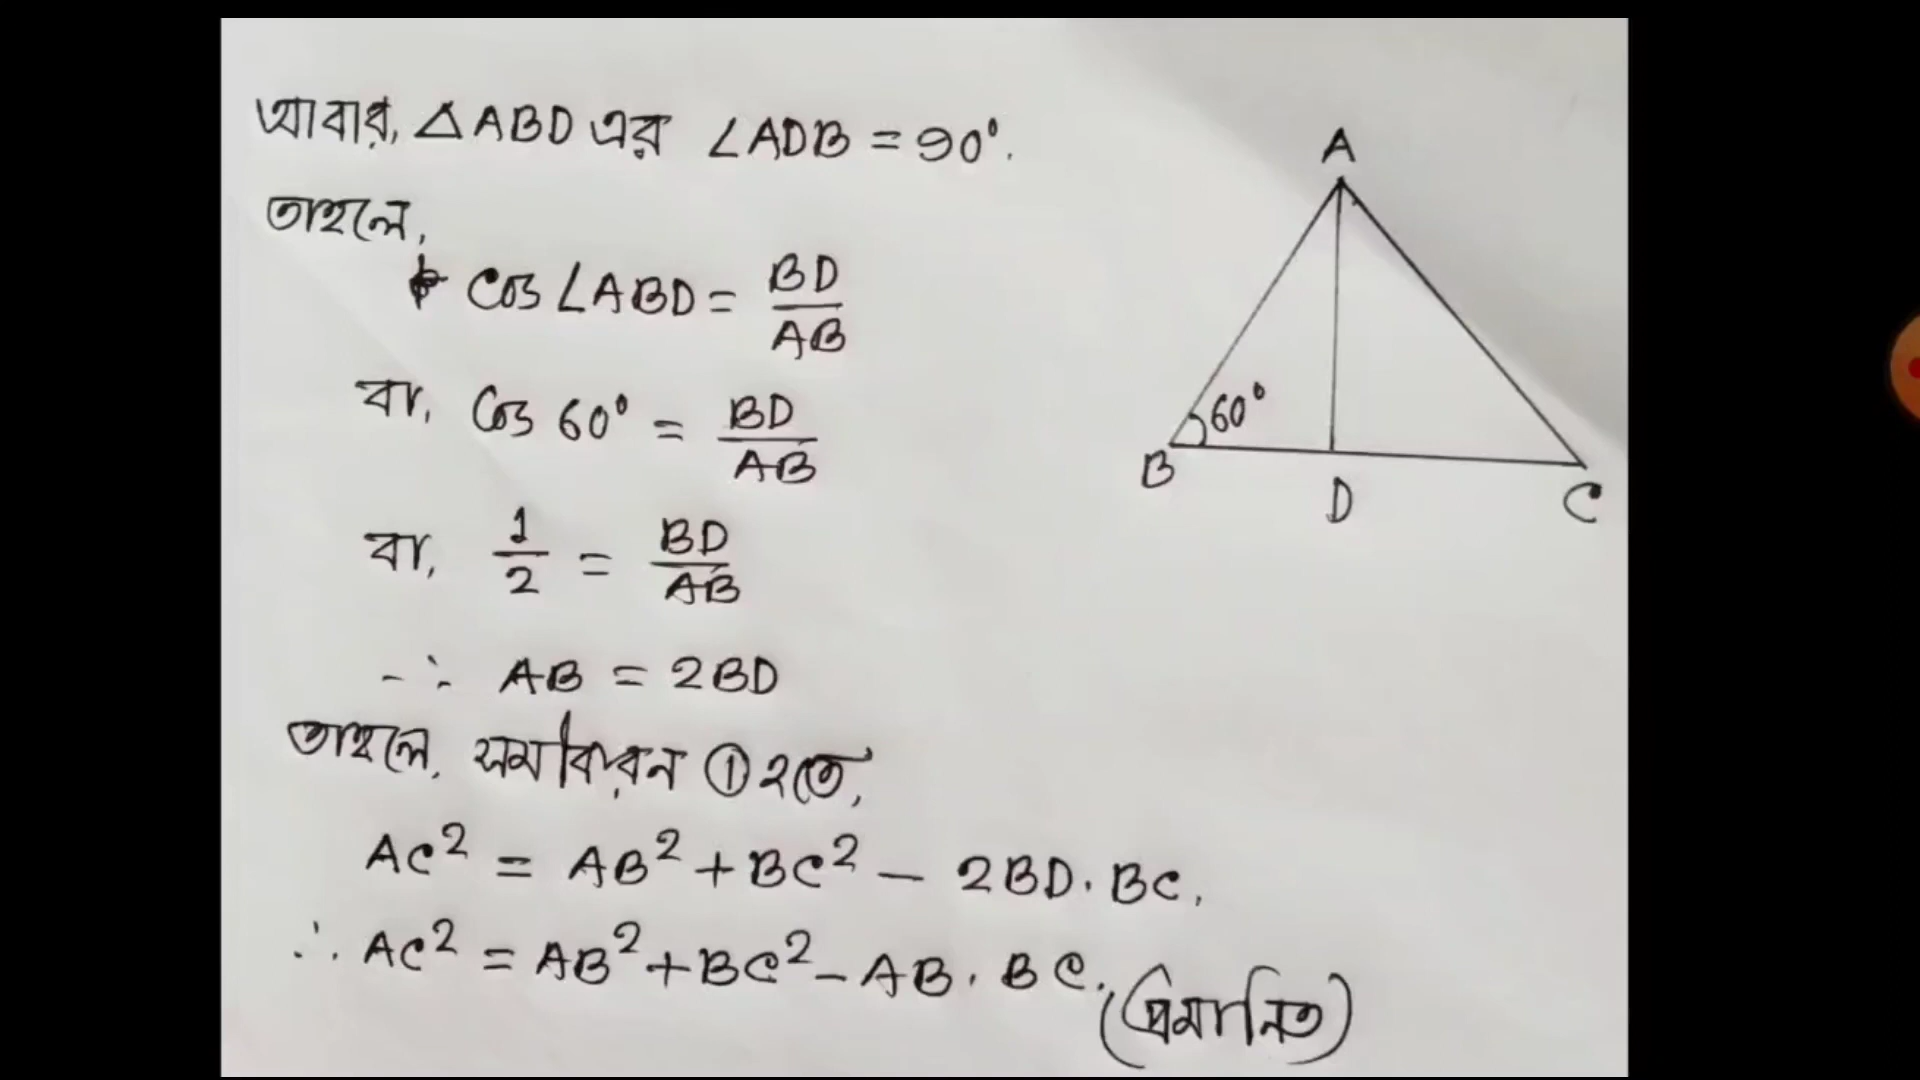 আবার, △ABD এর ∠ADB = 90°.
তাহলে,
Cos ∠ABD = BD/AB
বা, Cos 60° = BD/AB
বা, 1/2 = BD/AB
∴ AB = 2BD
তাহলে, সমীকরন ① হতে,
AC² = AB² + BC² - 2BD · BC.
∴ AC² = AB² + BC² - AB · BC. (প্রমানিত)
A
60°
B
D
C